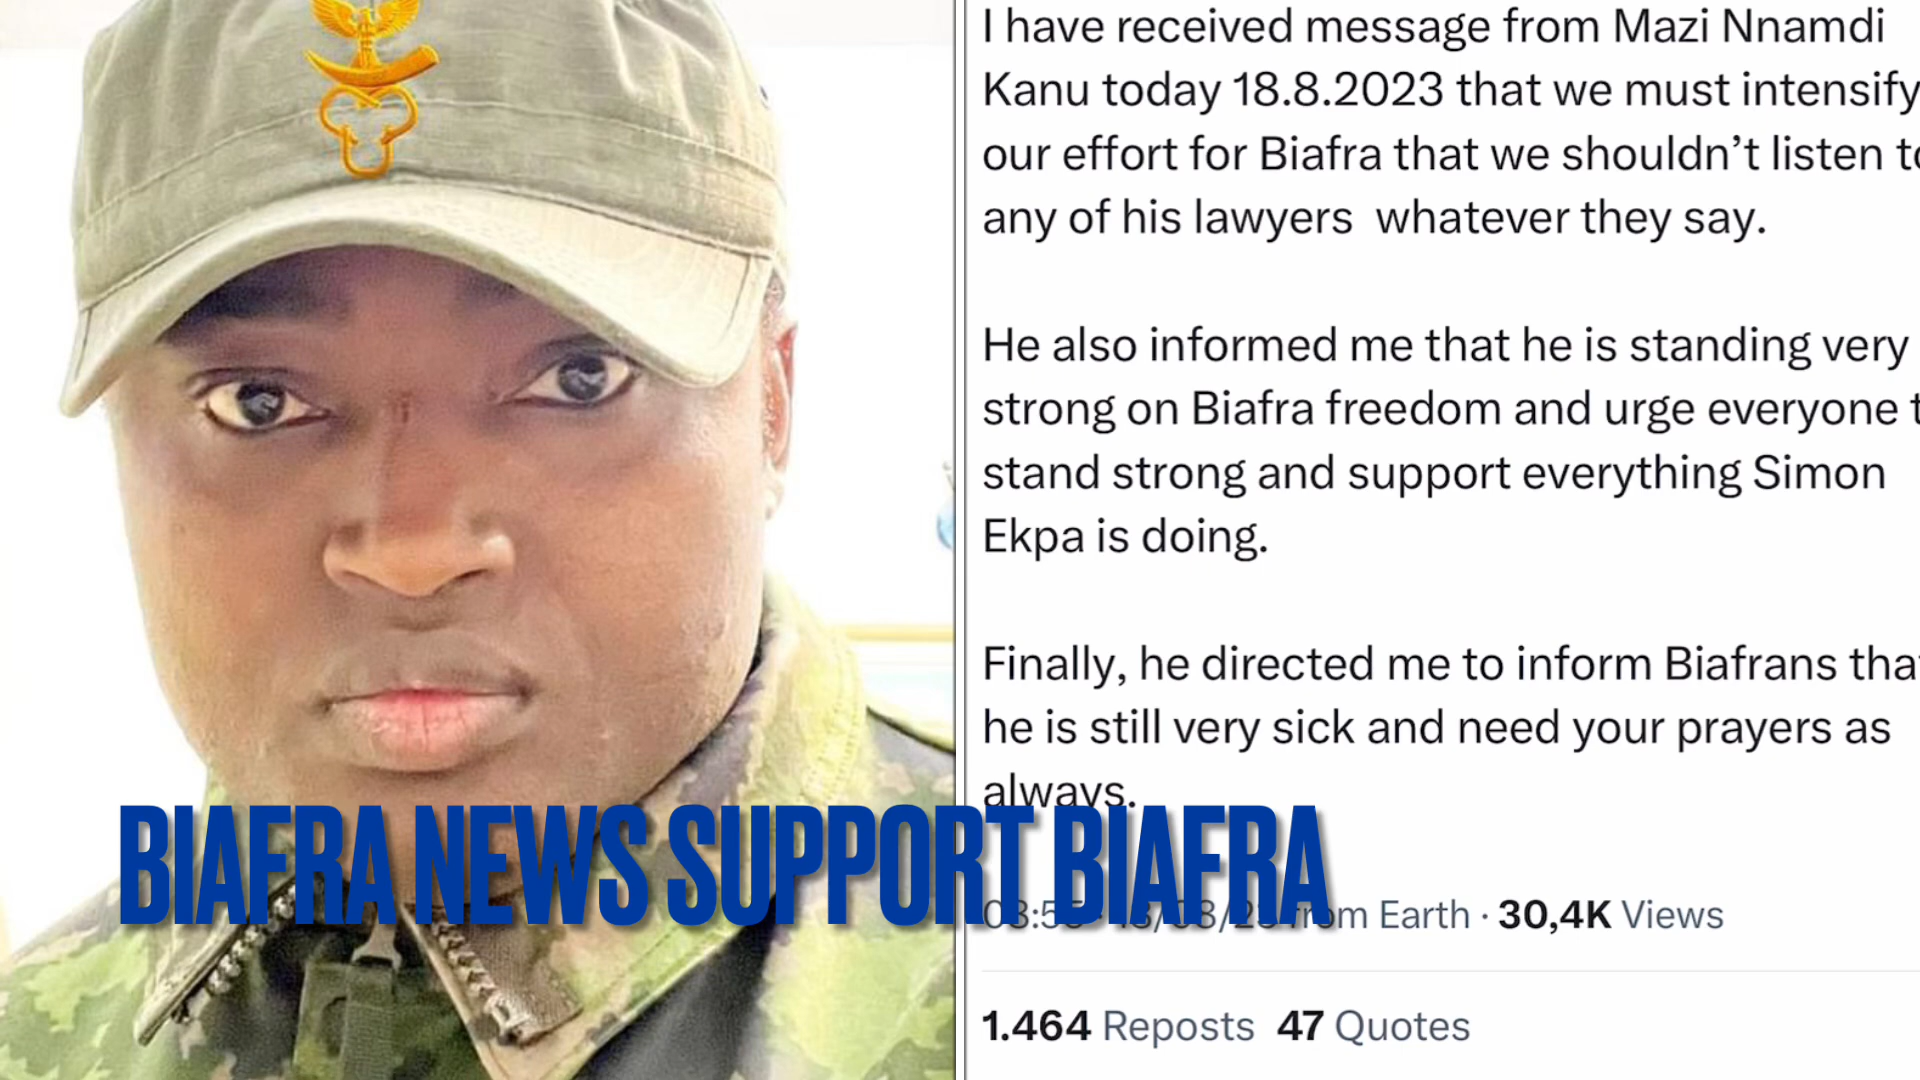 I have received message from Mazi Nnamdi
Kanu today 18.8.2023 that we must intensify
our effort for Biafra that we shouldn’t listen to
any of his lawyers  whatever they say.
He also informed me that he is standing very
strong on Biafra freedom and urge everyone t
stand strong and support everything Simon
Ekpa is doing.
Finally, he directed me to inform Biafrans that
he is still very sick and need your prayers as
always.
BIAFRA NEWS SUPPORT BIAFRA
from Earth · 30,4K Views
1.464 Reposts 47 Quotes